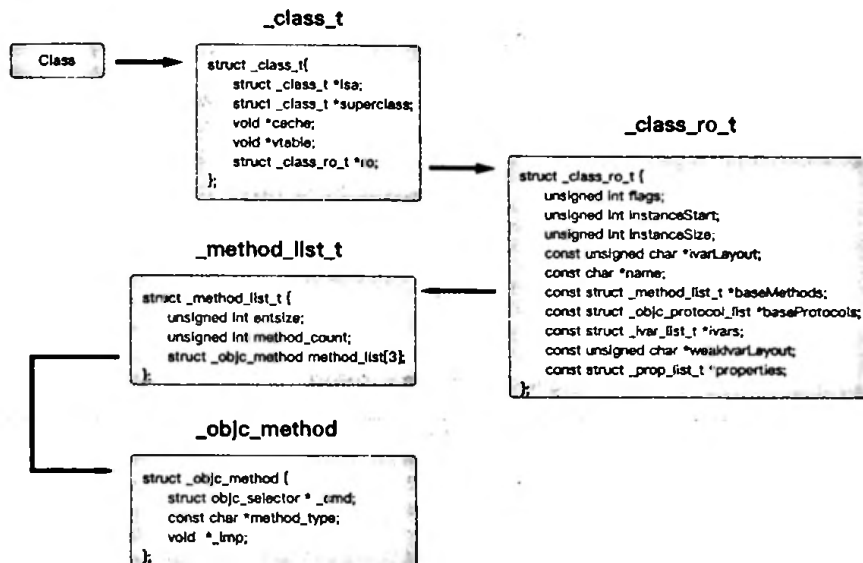 _class_t
Class
struct _class_t{
struct _class_t *isa;
struct _class_t *superclass;
void *cache;
void *vtable;
struct _class_ro_t *ro;
};
_class_ro_t
struct _class_ro_t {
unsigned int flags;
unsigned int instanceStart;
unsigned int instanceSize;
const unsigned char *ivarLayout;
const char *name;
const struct _method_list_t *baseMethods;
const struct _objc_protocol_list *baseProtocols;
const struct _ivar_list_t *ivars;
const unsigned char *weakIvarLayout;
const struct _prop_list_t *properties;
};
_method_list_t
struct _method_list_t {
unsigned int entsize;
unsigned int method_count;
struct _objc_method method_list[3];
};
_objc_method
struct _objc_method {
struct objc_selector * _cmd;
const char *method_type;
void *_imp;
};